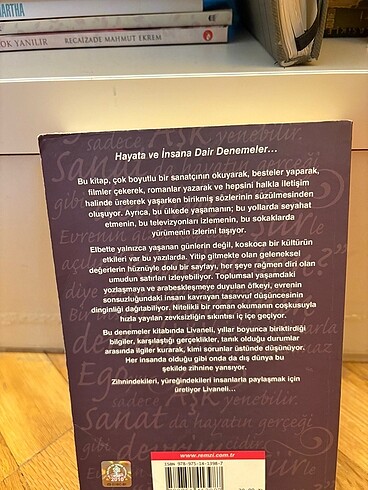 ARTHA
OK YANILIR
RECAİZADE MAHMUT EKREM
Hayata ve İnsana Dair Denemeler...
Bu kitap, çok boyutlu bir sanatçının okuyarak, besteler yaparak,
filmler çekerek, romanlar yazarak ve hepsini halkla iletişim
halinde üreterek yaşarken birikmiş sözlerinin süzülmesinden
oluşuyor. Ayrıca, bu ülkede yaşamanın; bu yollarda seyahat
etmenin, bu televizyonları izlemenin, bu sokaklarda
yürümenin izlerini taşıyor.
Elbette yalnızca yaşanan günlerin değil, koskoca bir kültürün
etkileri var bu yazılarda. Yitip gitmekte olan geleneksel
değerlerin hüznüyle dolu bir sayfayı, her şeye rağmen diri olan
umudun satırları izleyebiliyor. Toplumsal yaşamdaki
yozlaşmaya ve arabeskleşmeye duyulan öfkeyi, evrenin
sonsuzluğundaki insanı kavrayan tasavvuf düşüncesinin
dinginliği dağıtabiliyor. Nitelikli bir roman okumanın coşkusuyla
hızla yayılan zevksizliğin sıkıntısı iç içe geçiyor.
Bu denemeler kitabında Livaneli, yıllar boyunca biriktirdiği
bilgiler, karşılaştığı gerçeklikler, tanık olduğu durumlar
arasında ilgiler kurarak, kimi sorunlar üstünde düşünüyor.
Her insanda olduğu gibi onda da dış dünya bu
şekilde zihnine yansıyor.
Zihnindekileri, yüreğindekileri insanlarla paylaşmak için
üretiyor Livaneli...
www.remzi.com.tr
ISBN 978-975-14-1398-7